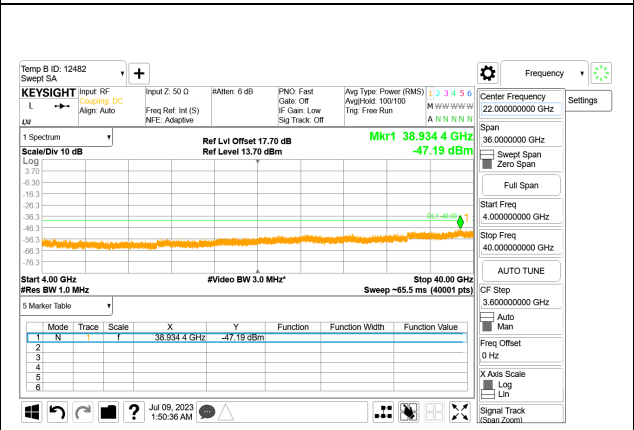 Temp B ID: 12482
Swept SA
KEYSIGHT
L
Input: RF
Coupling: DC
Align: Auto
Input Z: 50 Ω
Freq Ref: Int (S)
NFE: Adaptive
#Atten: 6 dB
PNO: Fast
Gate: Off
IF Gain: Low
Sig Track: Off
Avg Type: Power (RMS)
Avg|Hold: 100/100
Trig: Free Run
1 2 3 4 5 6
M W W W W W
A N N N N N
1 Spectrum
Scale/Div 10 dB
Ref Lvl Offset 17.70 dB
Ref Level 13.70 dBm
Mkr1 38.934 4 GHz
-47.19 dBm
Log
3.70
-6.30
-16.3
-26.3
-36.3
-46.3
-56.3
-66.3
-76.3
1
Start 4.00 GHz
#Video BW 3.0 MHz*
Stop 40.00 GHz
#Res BW 1.0 MHz
Sweep ~65.5 ms (40001 pts)
5 Marker Table
Mode Trace Scale X Y Function Function Width Function Value
1 N 1 f 38.934 4 GHz -47.19 dBm
2
3
4
5
6
Jul 09, 2023
1:50:36 AM
?
Frequency
Settings
Center Frequency
22.000000000 GHz
Span
36.0000000 GHz
Swept Span
Zero Span
Full Span
Start Freq
4.000000000 GHz
Stop Freq
40.000000000 GHz
AUTO TUNE
CF Step
3.600000000 GHz
Auto
Man
Freq Offset
0 Hz
X Axis Scale
Log
Lin
Signal Track
(Span Zoom)